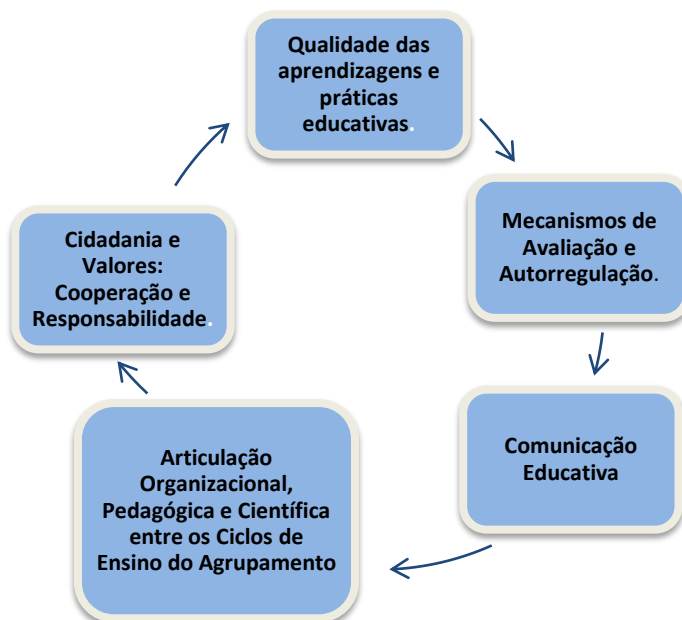 Qualidade das
aprendizagens e
práticas
educativas.
Mecanismos de
Avaliação e
Autorregulação.
Comunicação
Educativa
Articulação
Organizacional,
Pedagógica e Científica
entre os Ciclos de
Ensino do Agrupamento
Cidadania e
Valores:
Cooperação e
Responsabilidade.